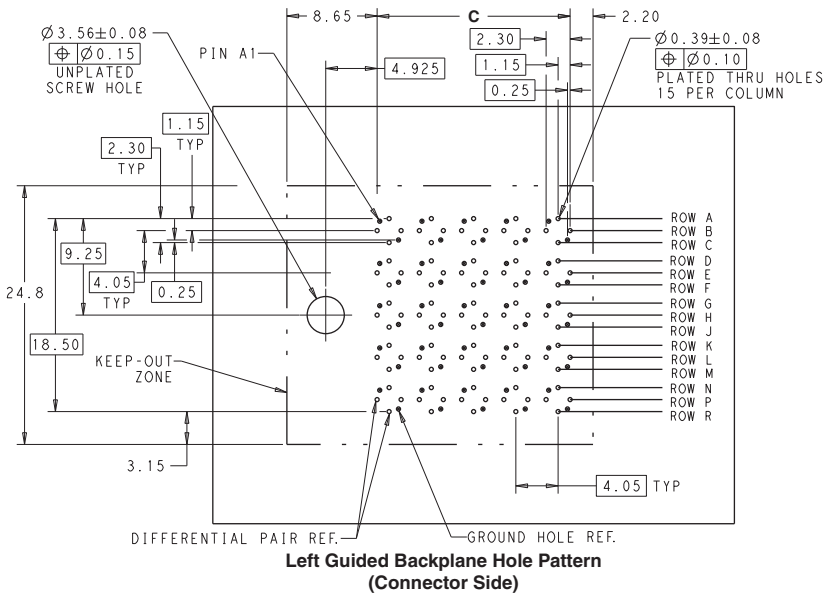 8.65
C
2.20
Ø3.56±0.08
⌖ Ø0.15
UNPLATED
SCREW HOLE
PIN A1
4.925
2.30
1.15
0.25
Ø0.39±0.08
⌖ Ø0.10
PLATED THRU HOLES
15 PER COLUMN
1.15
TYP
2.30
TYP
9.25
4.05
TYP
0.25
24.8
18.50
KEEP-OUT
ZONE
3.15
ROW A
ROW B
ROW C
ROW D
ROW E
ROW F
ROW G
ROW H
ROW J
ROW K
ROW L
ROW M
ROW N
ROW P
ROW R
4.05 TYP
DIFFERENTIAL PAIR REF.
GROUND HOLE REF.
Left Guided Backplane Hole Pattern
(Connector Side)